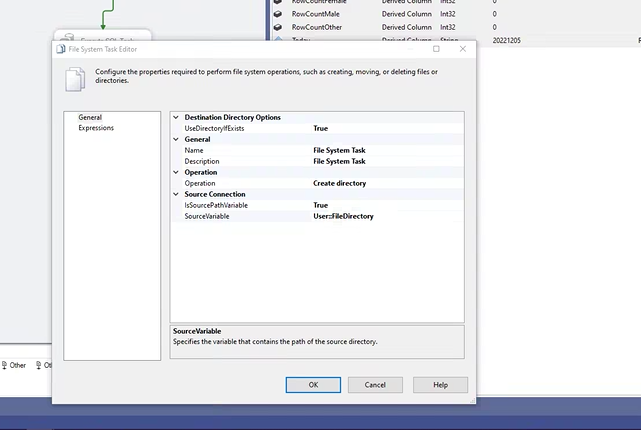 RowCountFemale Derived Column Int32 0
RowCountMale Derived Column Int32 0
RowCountOther Derived Column Int32 0
Today Derived Column String 20221205
Execute SQL Task
File System Task Editor
Configure the properties required to perform file system operations, such as creating, moving, or deleting files or
directories.
General
Expressions
Destination Directory Options
UseDirectoryIfExists True
General
Name File System Task
Description File System Task
Operation
Operation Create directory
Source Connection
IsSourcePathVariable True
SourceVariable User::FileDirectory
SourceVariable
Specifies the variable that contains the path of the source directory.
Other
OK Cancel Help